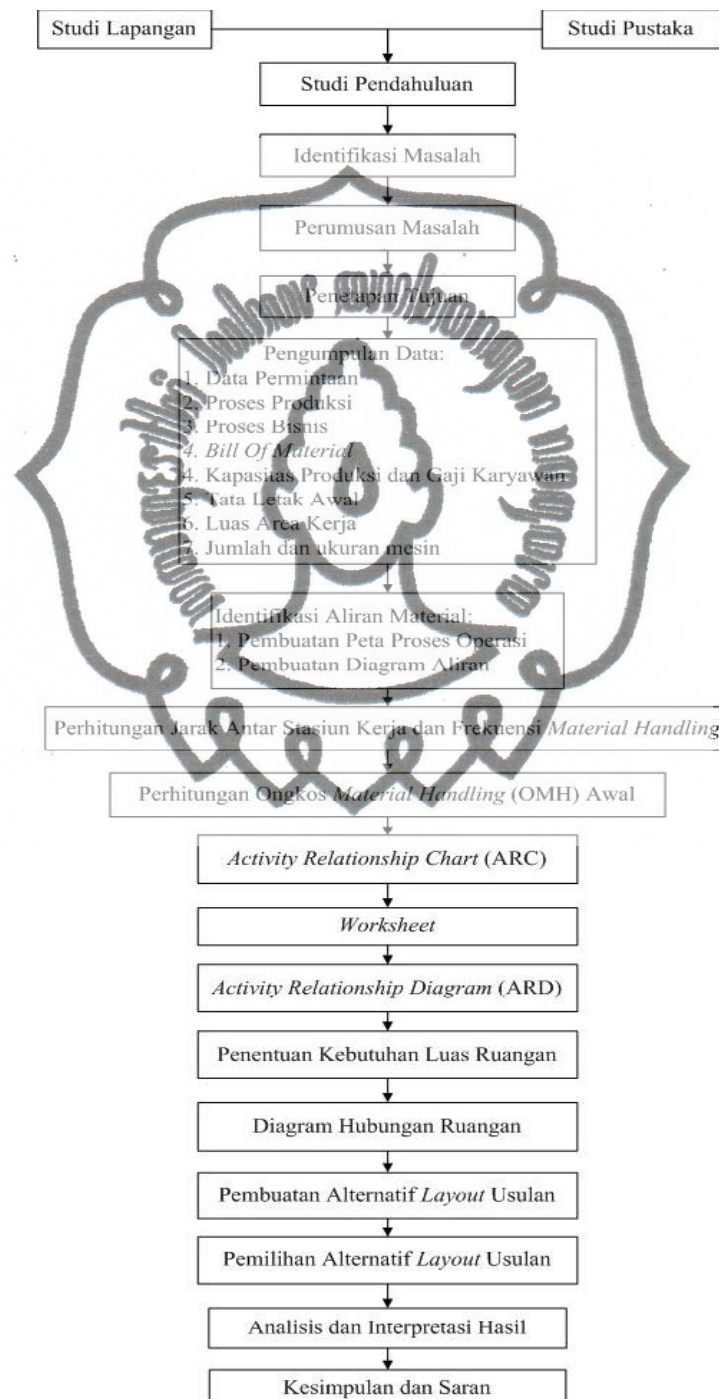 Studi Lapangan
Studi Pustaka
Studi Pendahuluan
Identifikasi Masalah
Perumusan Masalah
Penetapan Tujuan
Pengumpulan Data:
1. Data Permintaan
2. Proses Produksi
3. Proses Bisnis
4. Bill Of Material
4. Kapasitas Produksi dan Gaji Karyawan
5. Tata Letak Awal
6. Luas Area Kerja
7. Jumlah dan ukuran mesin
Identifikasi Aliran Material:
1. Pembuatan Peta Proses Operasi
2. Pembuatan Diagram Aliran
Perhitungan Jarak Antar Stasiun Kerja dan Frekuensi Material Handling
Perhitungan Ongkos Material Handling (OMH) Awal
Activity Relationship Chart (ARC)
Worksheet
Activity Relationship Diagram (ARD)
Penentuan Kebutuhan Luas Ruangan
Diagram Hubungan Ruangan
Pembuatan Alternatif Layout Usulan
Pemilihan Alternatif Layout Usulan
Analisis dan Interpretasi Hasil
Kesimpulan dan Saran